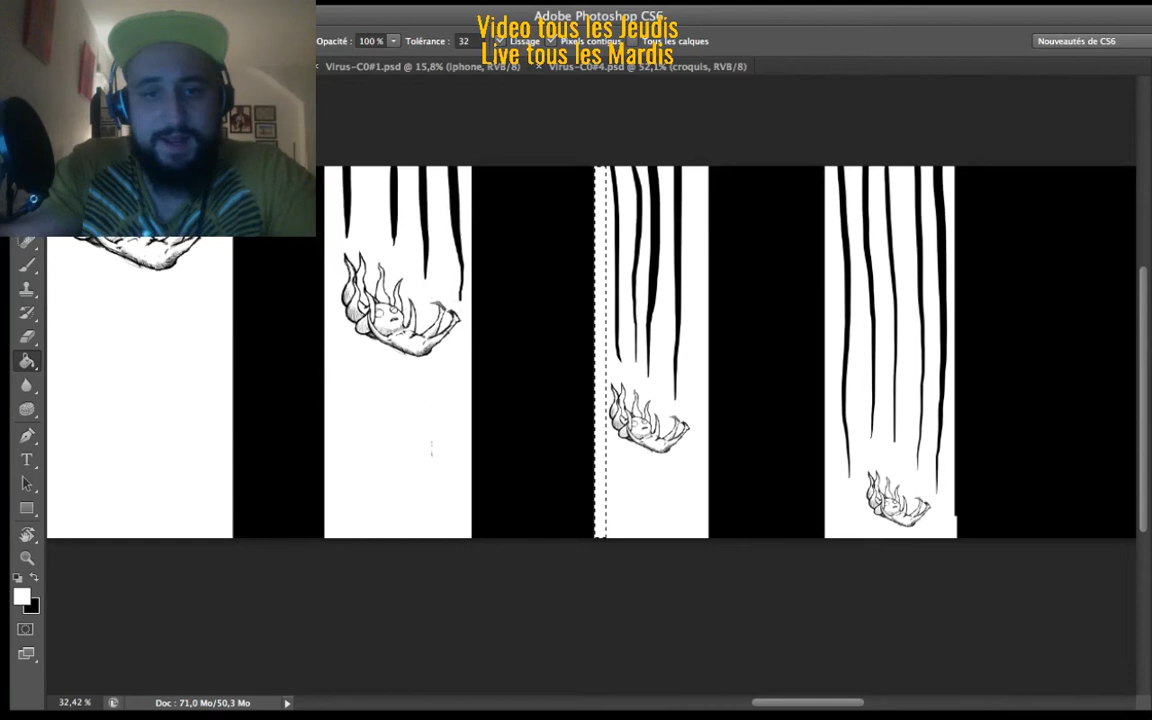 Adobe Photoshop CS6
Video tous les Jeudis
Opacité : 100 % Tolérance : 32 Lissage Pixels contigus Tous les calques Nouveautés de CS6
Live tous les Mardis
Virus-C0#1.psd @ 15,8% (iphone, RVB/8) × Virus-C0#4.psd @ 52,1% (croquis, RVB/8)
T
32,42 % Doc : 71,0 Mo/50,3 Mo